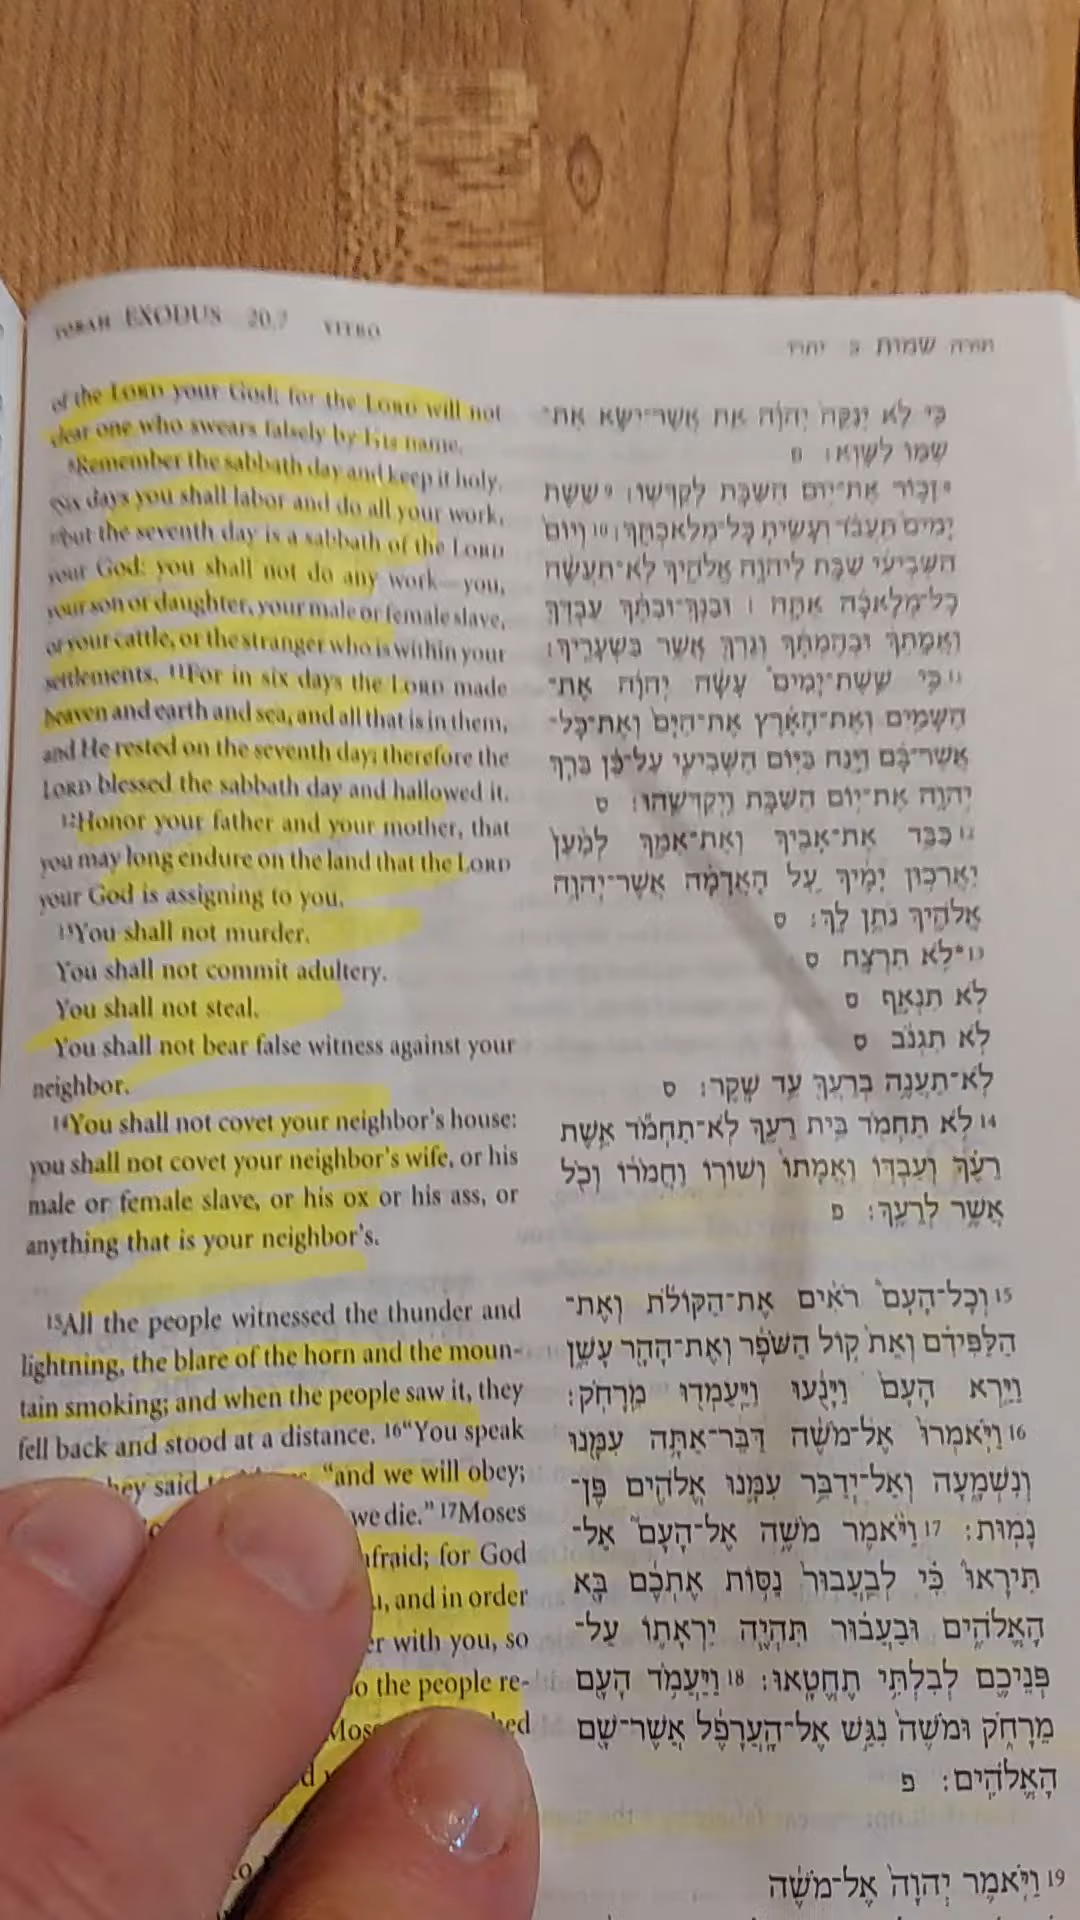 TORAH EXODUS 20.7 YITRO
of the LORD your God; for the LORD will not
clear one who swears falsely by His name.
8Remember the sabbath day and keep it holy.
9Six days you shall labor and do all your work,
10but the seventh day is a sabbath of the LORD
your God: you shall not do any work—you,
your son or daughter, your male or female slave,
or your cattle, or the stranger who is within your
settlements. 11For in six days the LORD made
heaven and earth and sea, and all that is in them,
and He rested on the seventh day; therefore the
LORD blessed the sabbath day and hallowed it.
12Honor your father and your mother, that
you may long endure on the land that the LORD
your God is assigning to you.
13You shall not murder.
You shall not commit adultery.
You shall not steal.
You shall not bear false witness against your
neighbor.
14You shall not covet your neighbor's house:
you shall not covet your neighbor's wife, or his
male or female slave, or his ox or his ass, or
anything that is your neighbor's.
15All the people witnessed the thunder and
lightning, the blare of the horn and the moun-
tain smoking; and when the people saw it, they
fell back and stood at a distance. 16“You speak
said “and we will obey;
we die.” 17Moses
afraid; for God
and in order
with you, so
the people re-
תורה שמות כ יתרו
כִּי לֹא יְנַקֶּה יְהוָה אֵת אֲשֶׁר־יִשָּׂא אֶת־
שְׁמוֹ לַשָּׁוְא׃ פ
8 זָכוֹר אֶת־יוֹם הַשַּׁבָּת לְקַדְּשׁוֹ׃ 9 שֵׁשֶׁת
יָמִים תַּעֲבֹד וְעָשִׂיתָ כָּל־מְלַאכְתֶּךָ׃ 10 וְיוֹם
הַשְּׁבִיעִי שַׁבָּת לַיהוָה אֱלֹהֶיךָ לֹא־תַעֲשֶׂה
כָל־מְלָאכָה אַתָּה ׀ וּבִנְךָ־וּבִתֶּךָ עַבְדְּךָ
וַאֲמָתְךָ וּבְהֶמְתֶּךָ וְגֵרְךָ אֲשֶׁר בִּשְׁעָרֶיךָ׃
11 כִּי שֵׁשֶׁת־יָמִים עָשָׂה יְהוָה אֶת־
הַשָּׁמַיִם וְאֶת־הָאָרֶץ אֶת־הַיָּם וְאֶת־כָּל־
אֲשֶׁר־בָּם וַיָּנַח בַּיּוֹם הַשְּׁבִיעִי עַל־כֵּן בֵּרַךְ
יְהוָה אֶת־יוֹם הַשַּׁבָּת וַיְקַדְּשֵׁהוּ׃ ס
12 כַּבֵּד אֶת־אָבִיךָ וְאֶת־אִמֶּךָ לְמַעַן
יַאֲרִכוּן יָמֶיךָ עַל הָאֲדָמָה אֲשֶׁר־יְהוָה
אֱלֹהֶיךָ נֹתֵן לָךְ׃ ס
13 *לֹא תִרְצָח ס
לֹא תִנְאָף ס
לֹא תִגְנֹב ס
לֹא־תַעֲנֶה בְרֵעֲךָ עֵד שָׁקֶר׃ ס
14 לֹא תַחְמֹד בֵּית רֵעֶךָ לֹא־תַחְמֹד אֵשֶׁת
רֵעֶךָ וְעַבְדּוֹ וַאֲמָתוֹ וְשׁוֹרוֹ וַחֲמֹרוֹ וְכֹל
אֲשֶׁר לְרֵעֶךָ׃ פ
15 וְכָל־הָעָם רֹאִים אֶת־הַקּוֹלֹת וְאֶת־
הַלַּפִּידִם וְאֵת קוֹל הַשֹּׁפָר וְאֶת־הָהָר עָשֵׁן
וַיַּרְא הָעָם וַיָּנֻעוּ וַיַּעַמְדוּ מֵרָחֹק׃
16 וַיֹּאמְרוּ אֶל־מֹשֶׁה דַּבֶּר־אַתָּה עִמָּנוּ
וְנִשְׁמָעָה וְאַל־יְדַבֵּר עִמָּנוּ אֱלֹהִים פֶּן־
נָמוּת׃ 17 וַיֹּאמֶר מֹשֶׁה אֶל־הָעָם אַל־
תִּירָאוּ כִּי לְבַעֲבוּר נַסּוֹת אֶתְכֶם בָּא
הָאֱלֹהִים וּבַעֲבוּר תִּהְיֶה יִרְאָתוֹ עַל־
פְּנֵיכֶם לְבִלְתִּי תֶחֱטָאוּ׃ 18 וַיַּעֲמֹד הָעָם
מֵרָחֹק וּמֹשֶׁה נִגַּשׁ אֶל־הָעֲרָפֶל אֲשֶׁר־שָׁם
הָאֱלֹהִים׃ פ
19 וַיֹּאמֶר יְהוָה אֶל־מֹשֶׁה